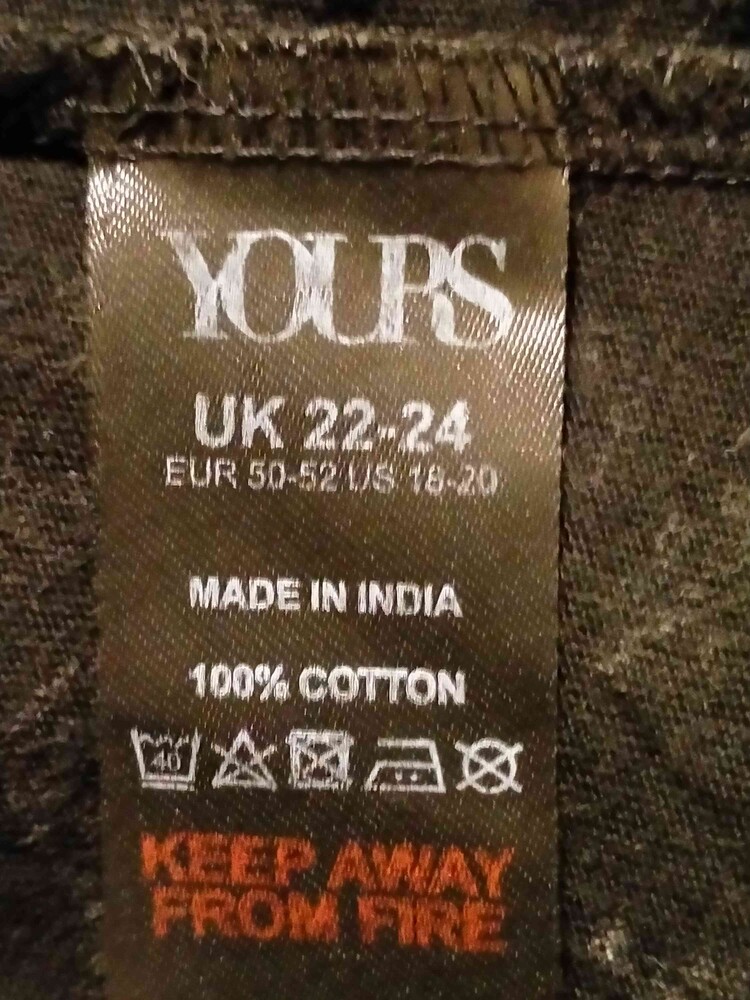 YOURS
UK 22-24
EUR 50-52 US 18-20
MADE IN INDIA
100% COTTON
40
KEEP AWAY
FROM FIRE